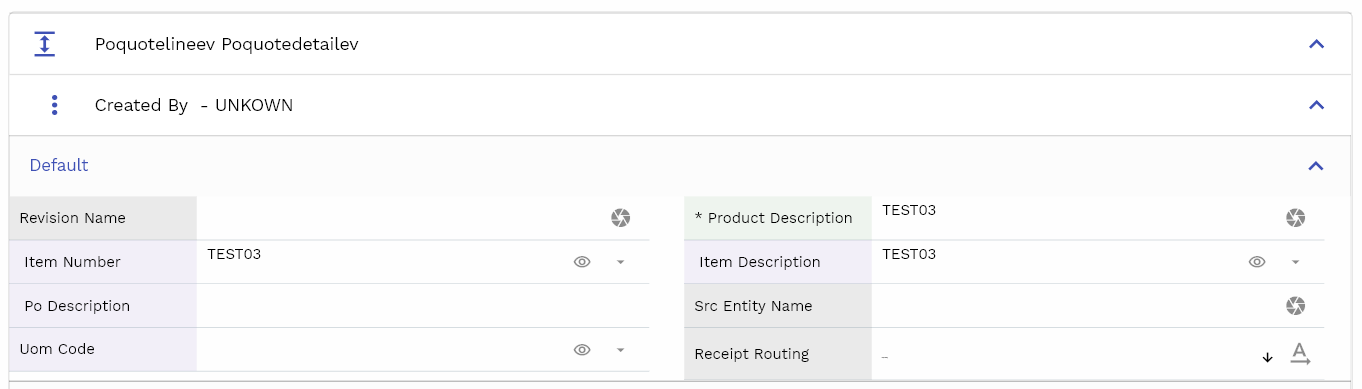 Poquotelineev Poquotedetailev
Created By - UNKOWN
Default
Revision Name
* Product Description TEST03
Item Number TEST03
Item Description TEST03
Po Description
Src Entity Name
Uom Code
Receipt Routing –